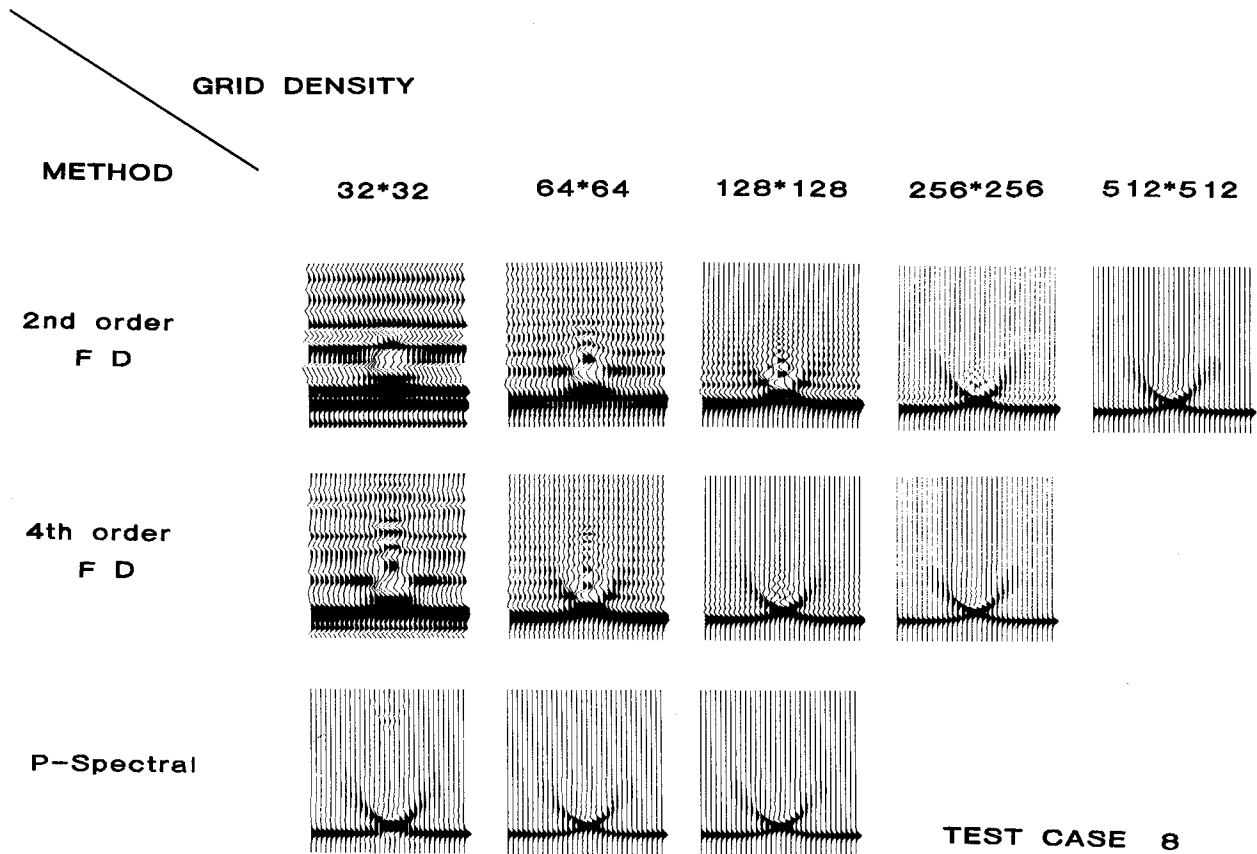 GRID DENSITY
METHOD
32*32 64*64 128*128 256*256 512*512
2nd order
F D
4th order
F D
P-Spectral
TEST CASE 8